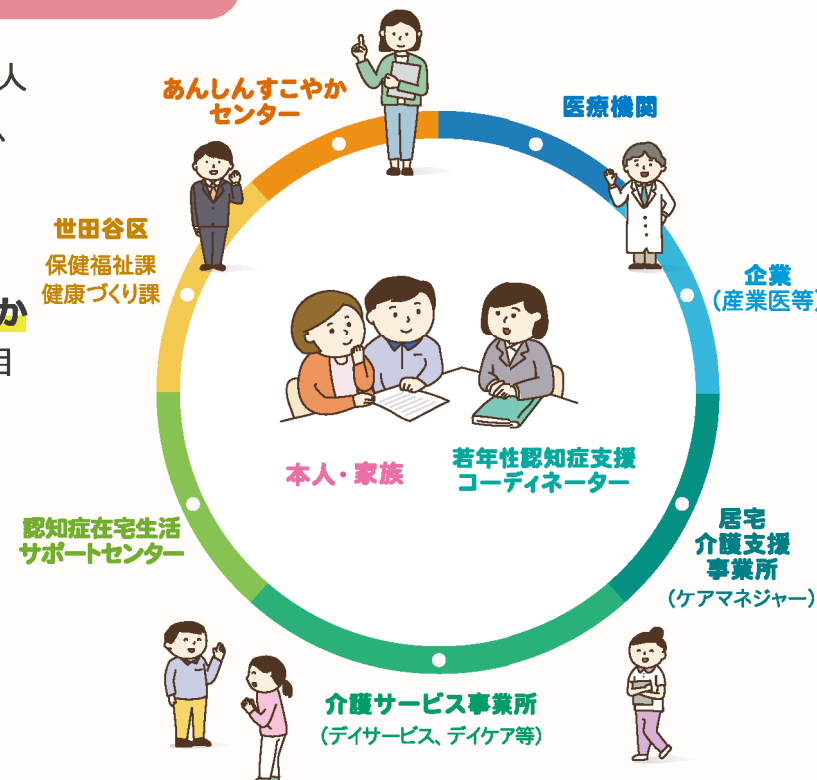 人
、
か
相
あんしんすこやか
センター
医療機関
世田谷区
保健福祉課
健康づくり課
企業
（産業医等）
本人・家族
若年性認知症支援
コーディネーター
認知症在宅生活
サポートセンター
居宅
介護支援
事業所
（ケアマネジャー）
介護サービス事業所
（デイサービス、デイケア等）